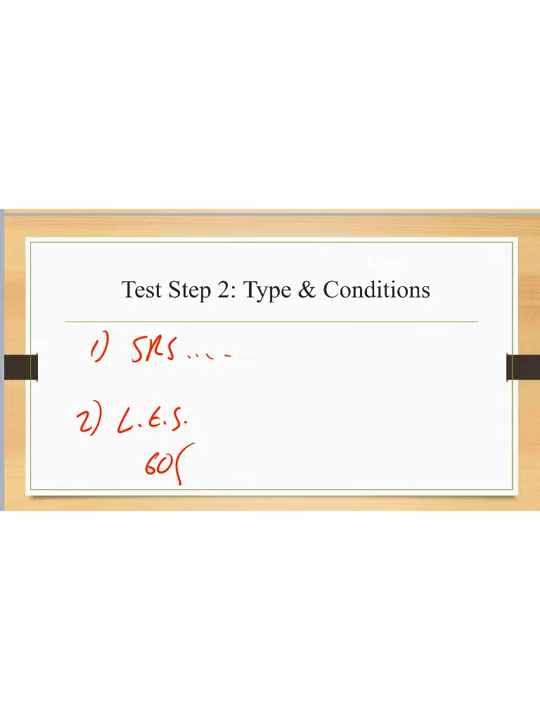 Test Step 2: Type & Conditions
1) SRS....
2) L.E.S.
60(